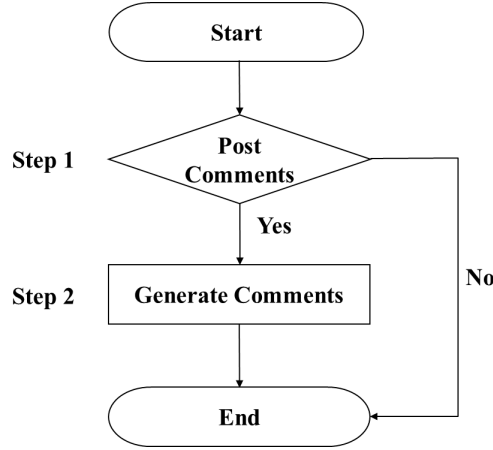 Start
Step 1
Post
Comments
Yes
No
Step 2
Generate Comments
End